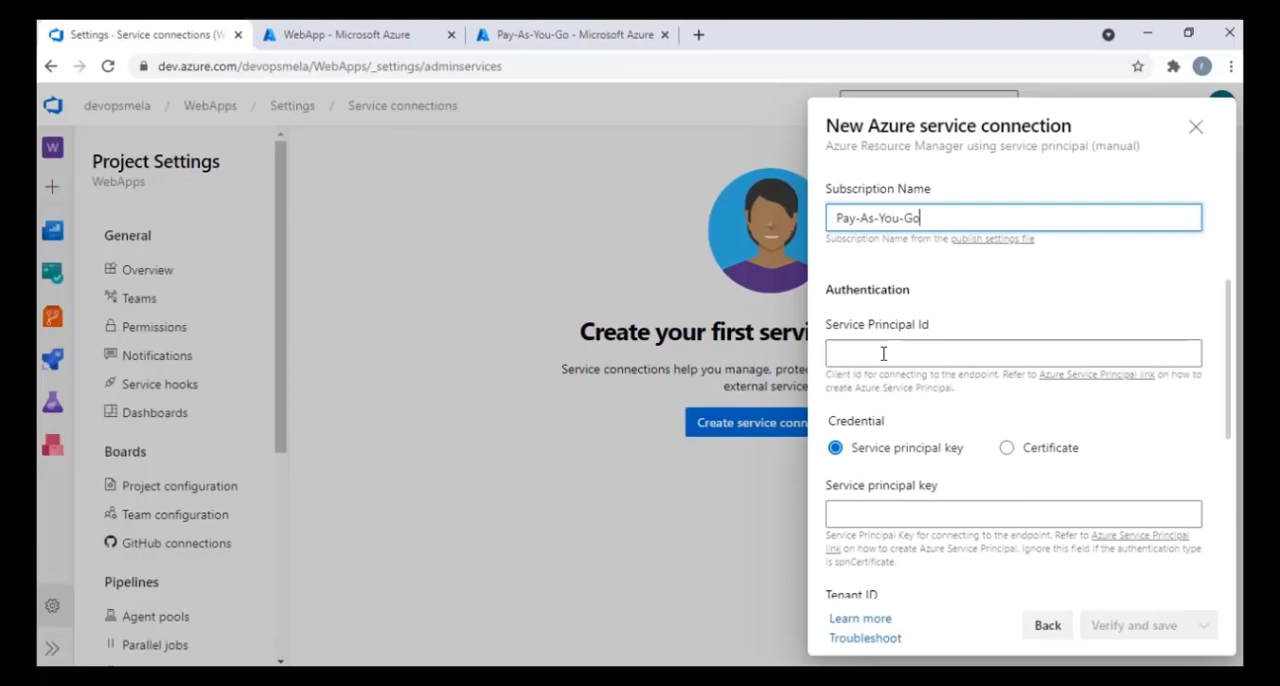 Settings · Service connections (W
WebApp - Microsoft Azure
Pay-As-You-Go - Microsoft Azure
dev.azure.com/devopsmela/WebApps/_settings/adminservices
devopsmela / WebApps / Settings / Service connections
W
Project Settings
WebApps
General
Overview
Teams
Permissions
Notifications
Service hooks
Dashboards
Boards
Project configuration
Team configuration
GitHub connections
Pipelines
Agent pools
Parallel jobs
Create your first servi
Service connections help you manage, prote
external service
Create service conn
New Azure service connection
Azure Resource Manager using service principal (manual)
Subscription Name
Pay-As-You-Go
Subscription Name from the publish settings file
Authentication
Service Principal Id
Client Id for connecting to the endpoint. Refer to Azure Service Principal link on how to
create Azure Service Principal.
Credential
Service principal key
Certificate
Service principal key
Service Principal Key for connecting to the endpoint. Refer to Azure Service Principal
link on how to create Azure Service Principal. Ignore this field if the authentication type
is spnCertificate.
Tenant ID
Learn more
Troubleshoot
Back
Verify and save